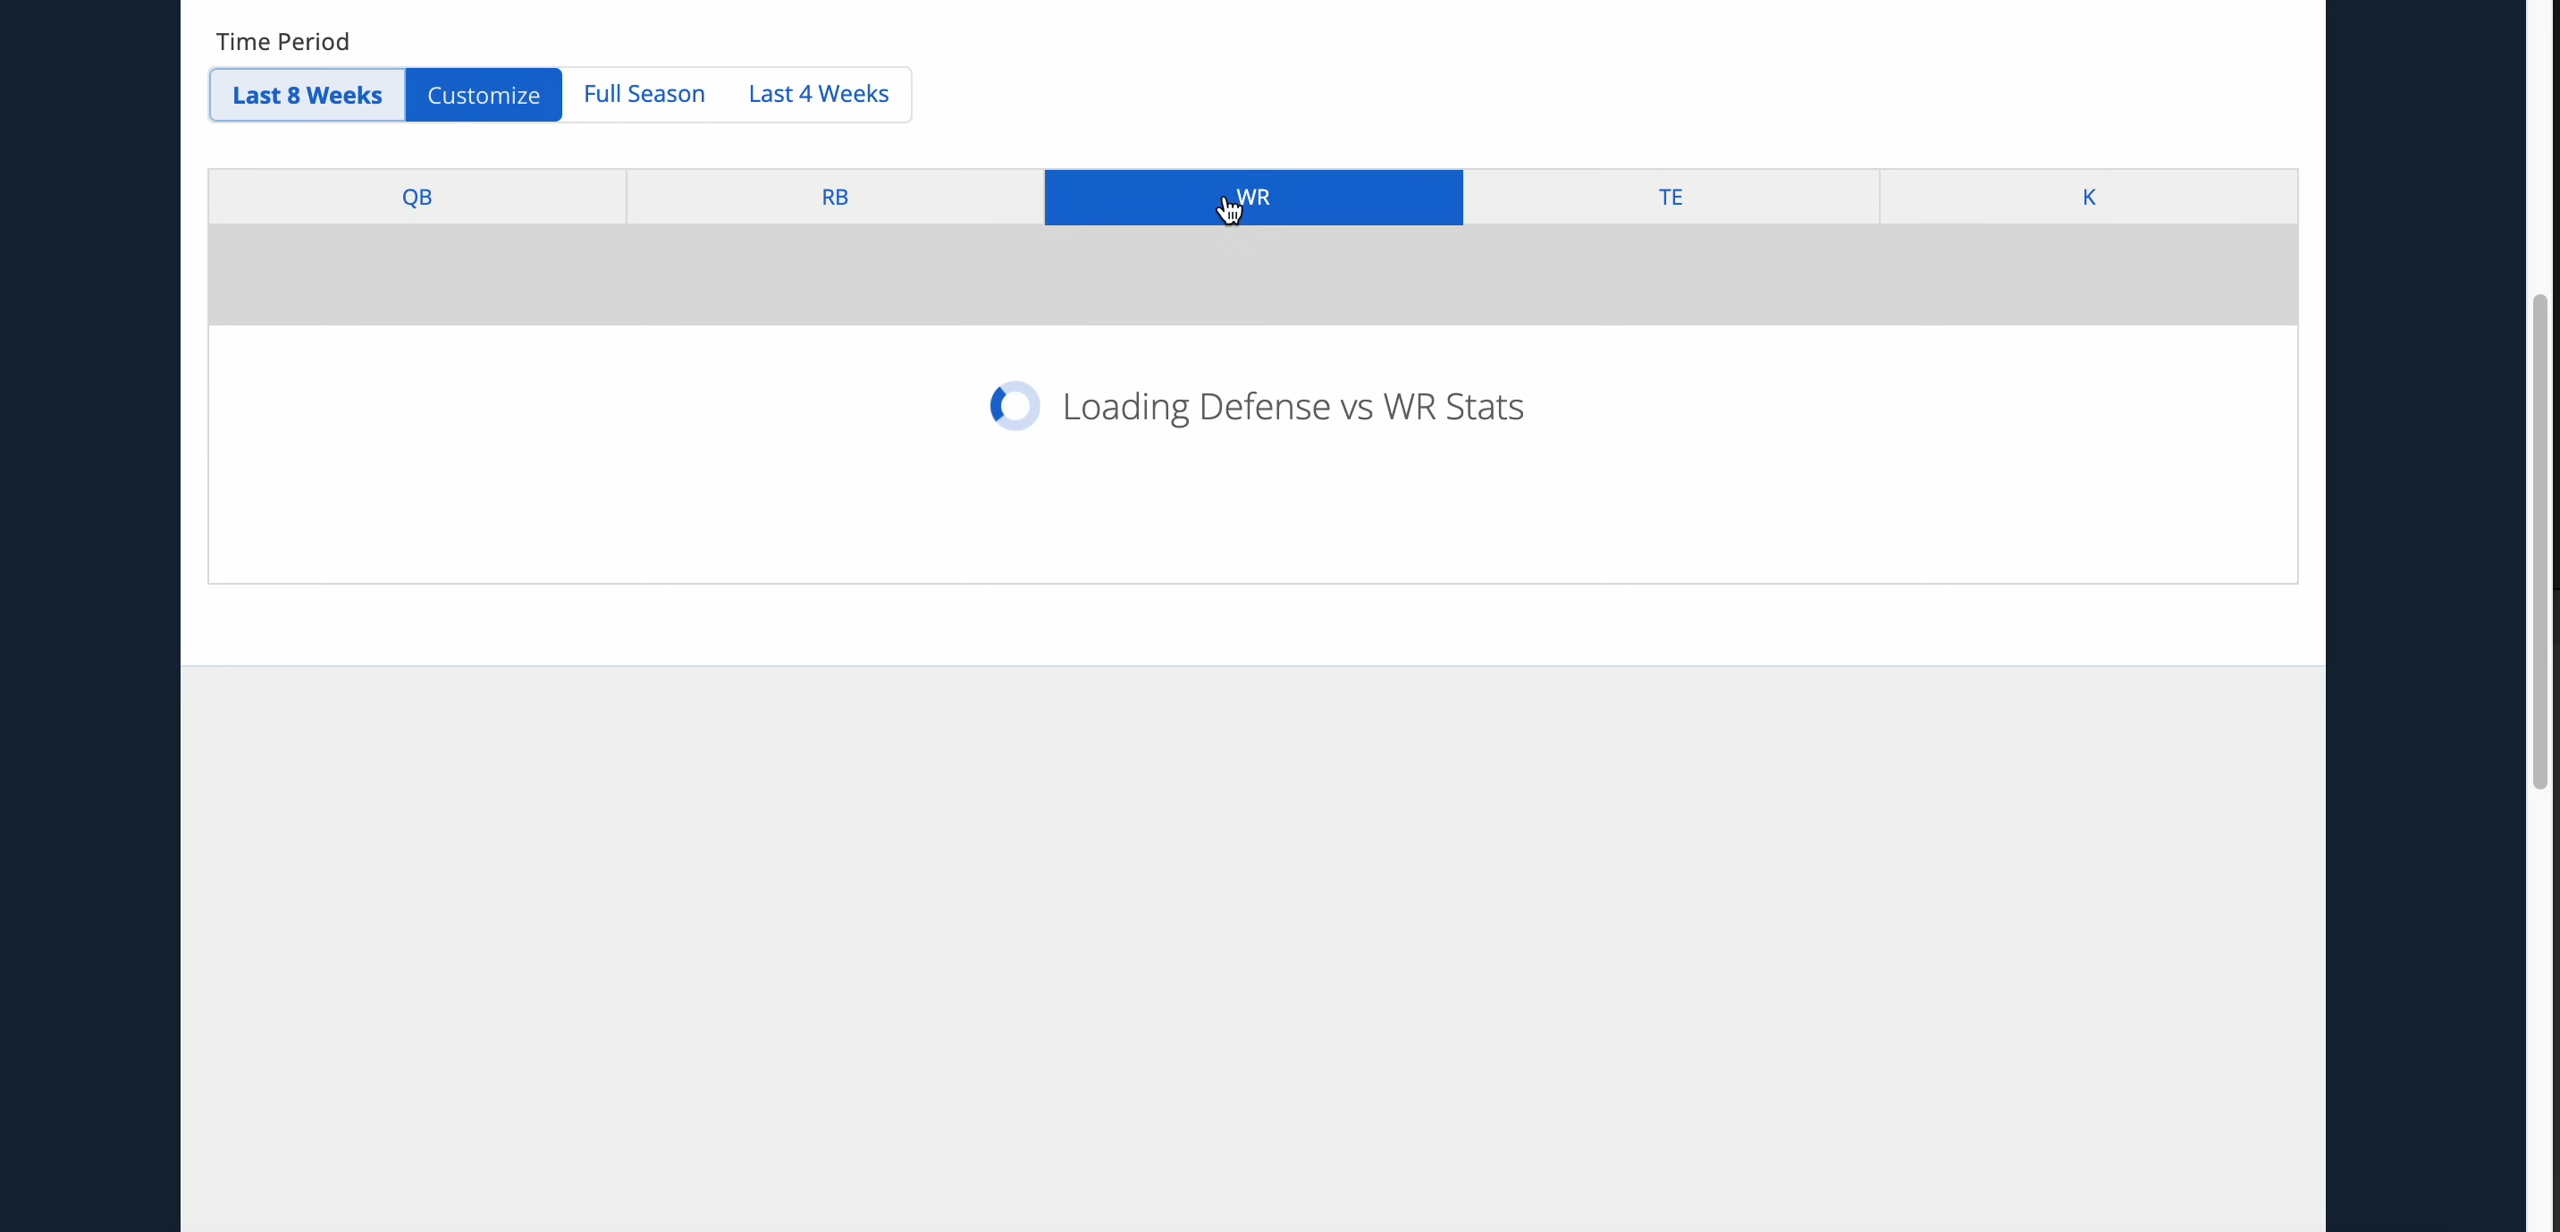 Time Period
Last 8 Weeks Customize Full Season Last 4 Weeks
QB RB WR TE K
Loading Defense vs WR Stats